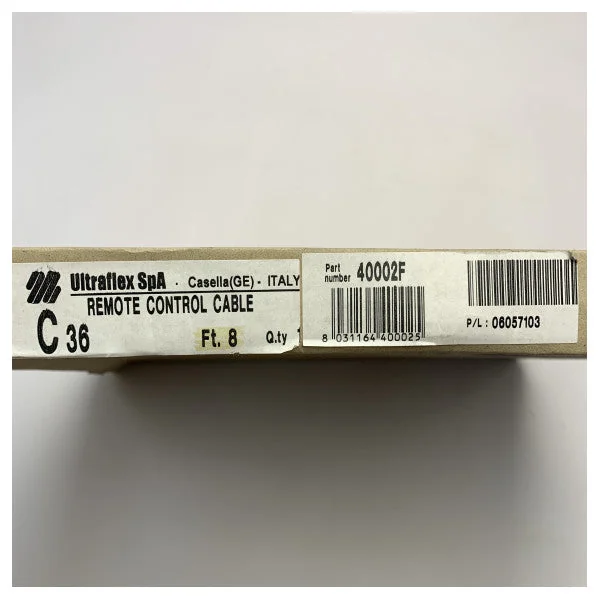 Ultraflex SpA · Casella(GE) - ITALY
REMOTE CONTROL CABLE
C 36 Ft. 8 Q.ty
Part number 40002F
8 031164 400025
P/L : 06057103